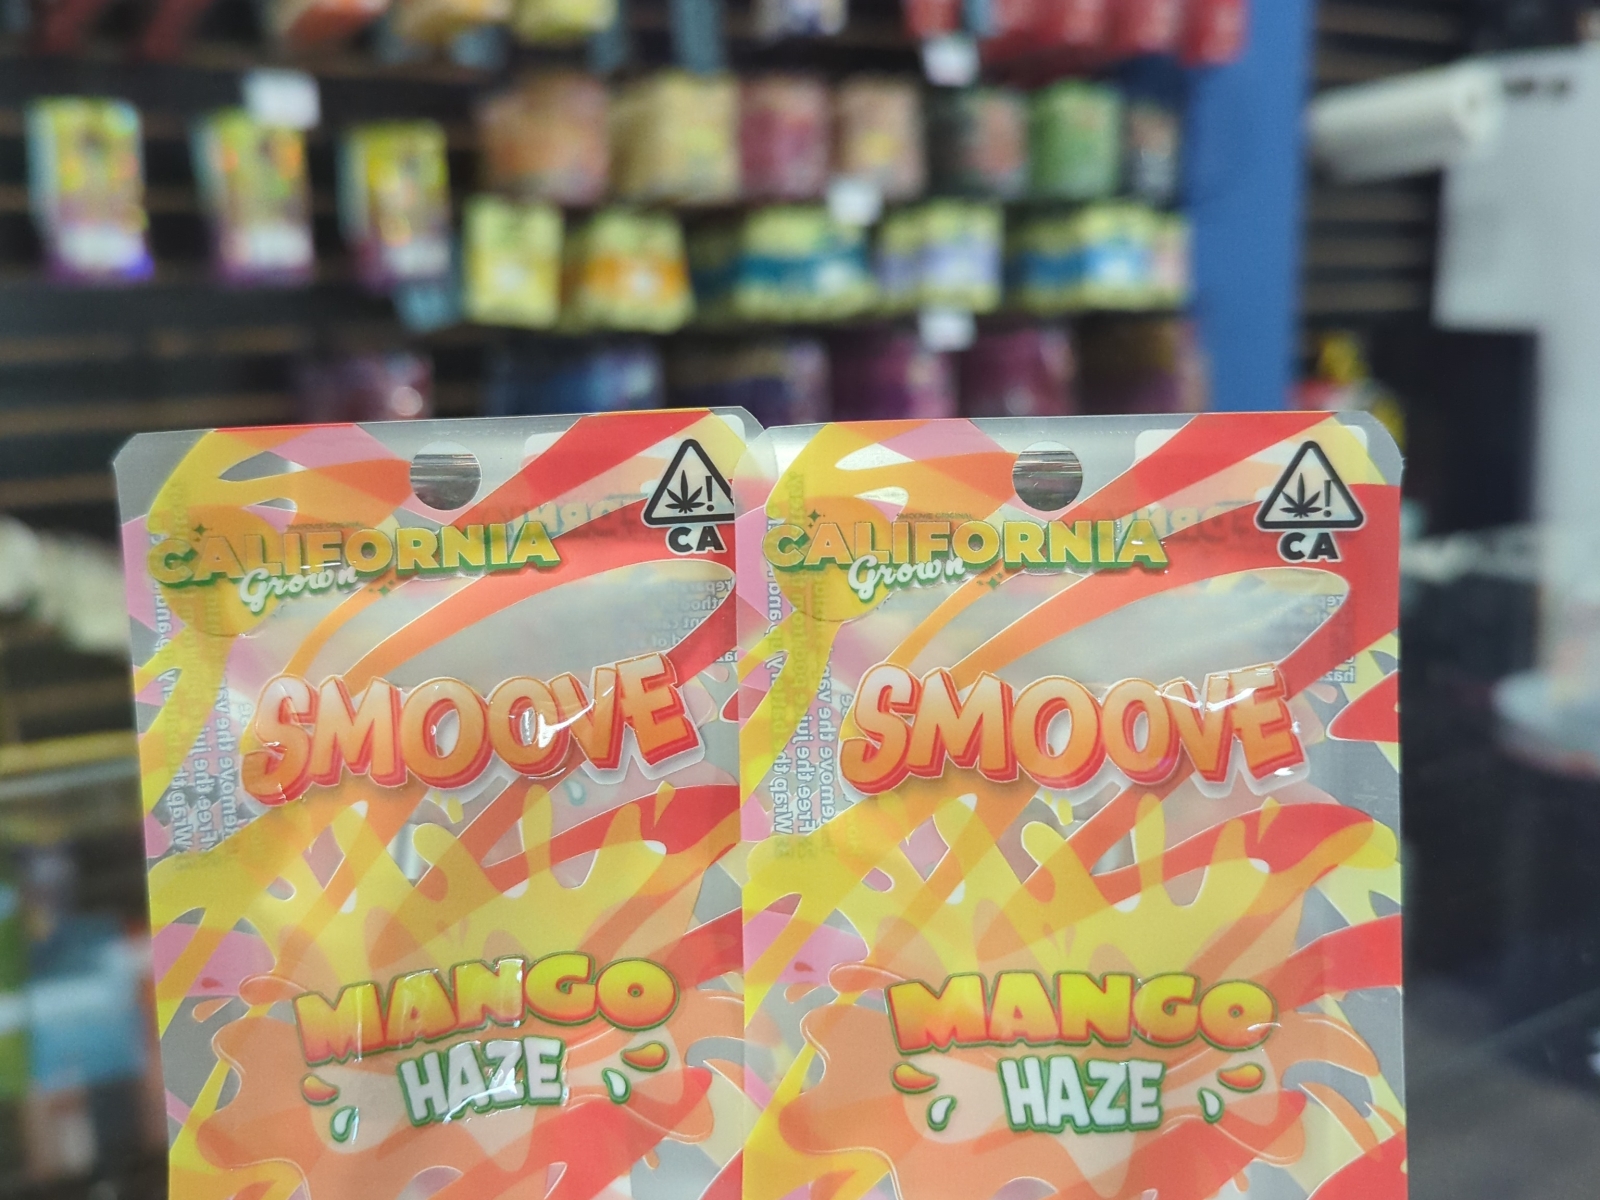 CALIFORNIA
Grown
CA
SMOOVE
MANGO
HAZE
CALIFORNIA
Grown
CA
SMOOVE
MANGO
HAZE